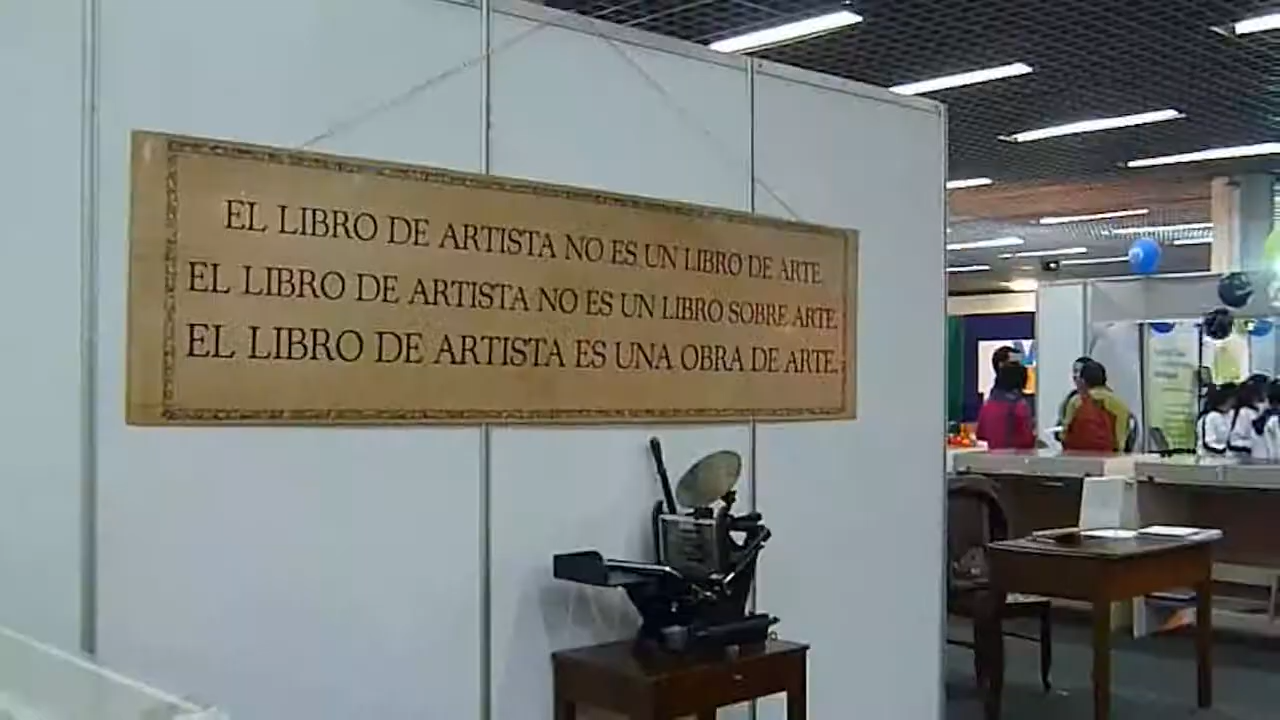 EL LIBRO DE ARTISTA NO ES UN LIBRO DE ARTE.
EL LIBRO DE ARTISTA NO ES UN LIBRO SOBRE ARTE.
EL LIBRO DE ARTISTA ES UNA OBRA DE ARTE.